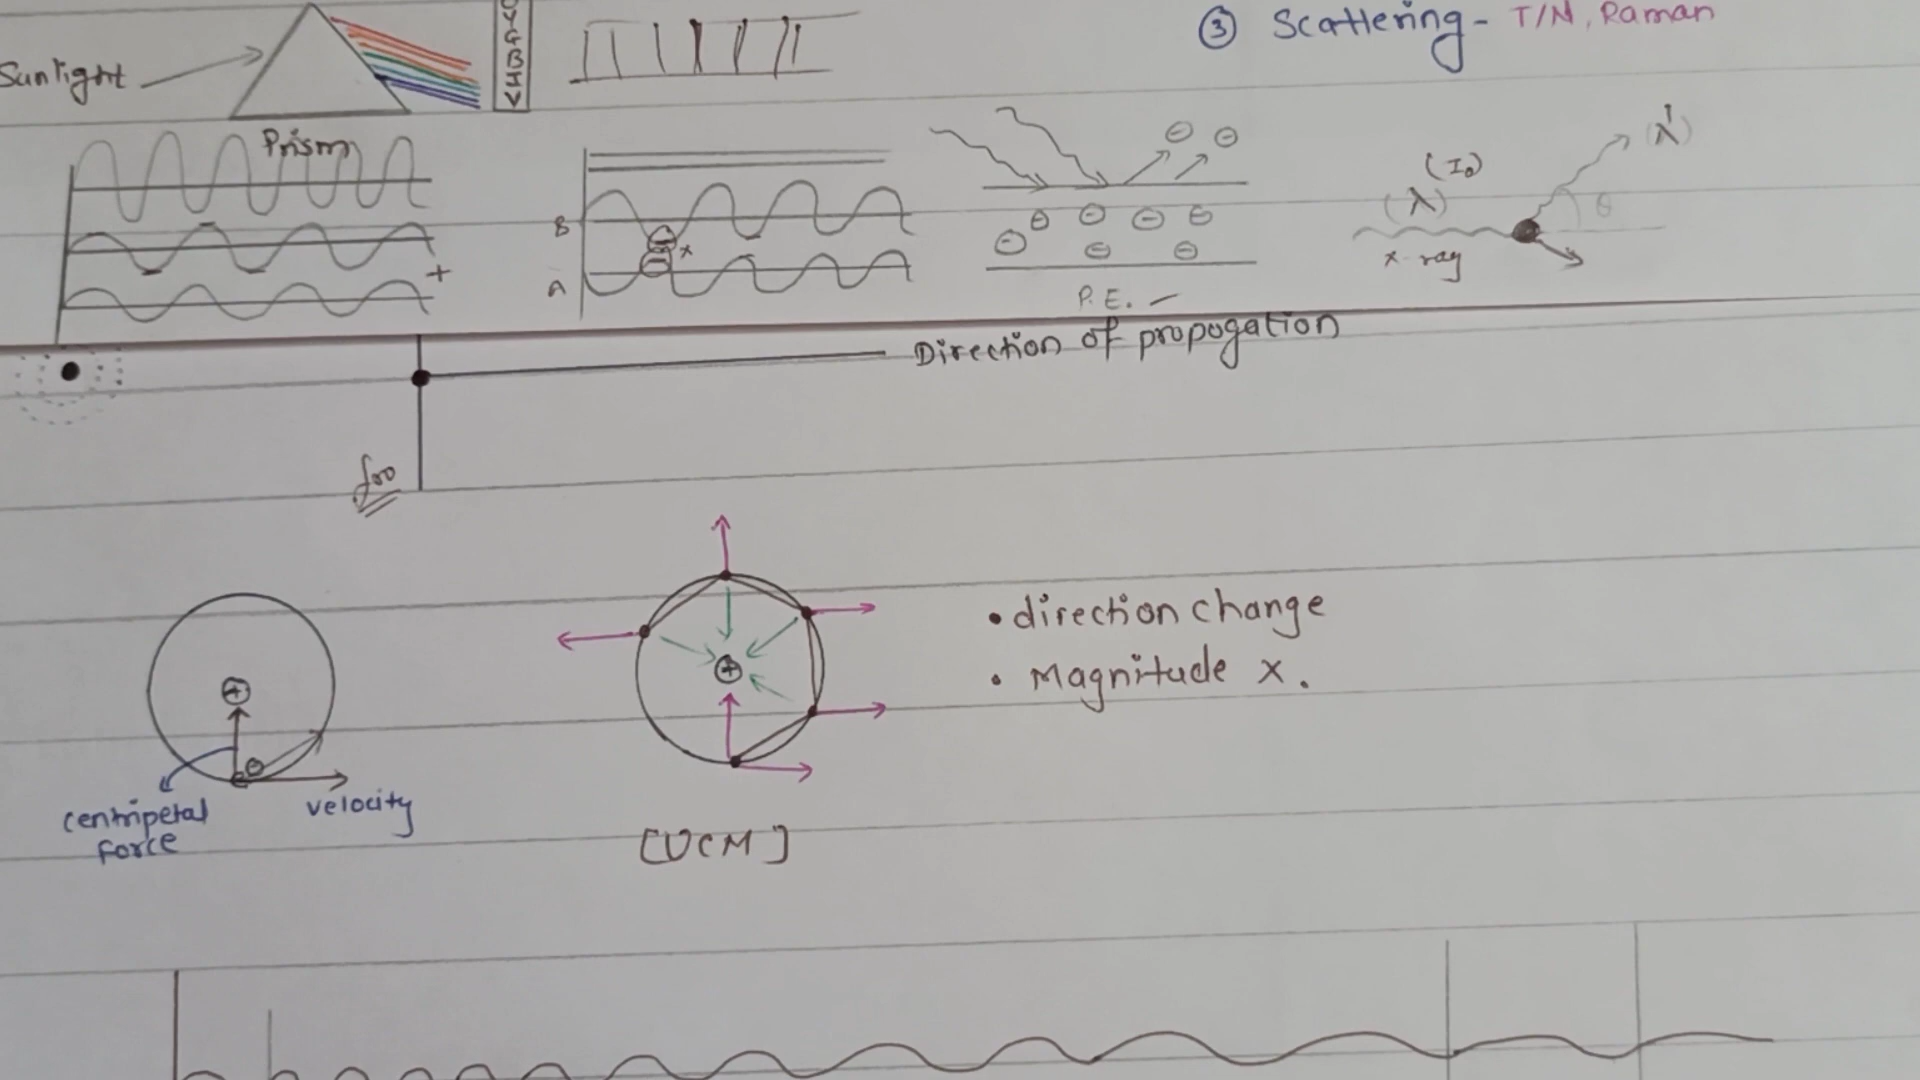 ③ Scattering - T/N, Raman
Sunlight
V
G
B
I
V
Prism
+
B
A
x
P.E. -
(I₀)
(λ)
(λ')
θ
x-ray
Direction of propogation
+
centripetal
force
velocity
+
[UCM]
• direction change
• Magnitude x.